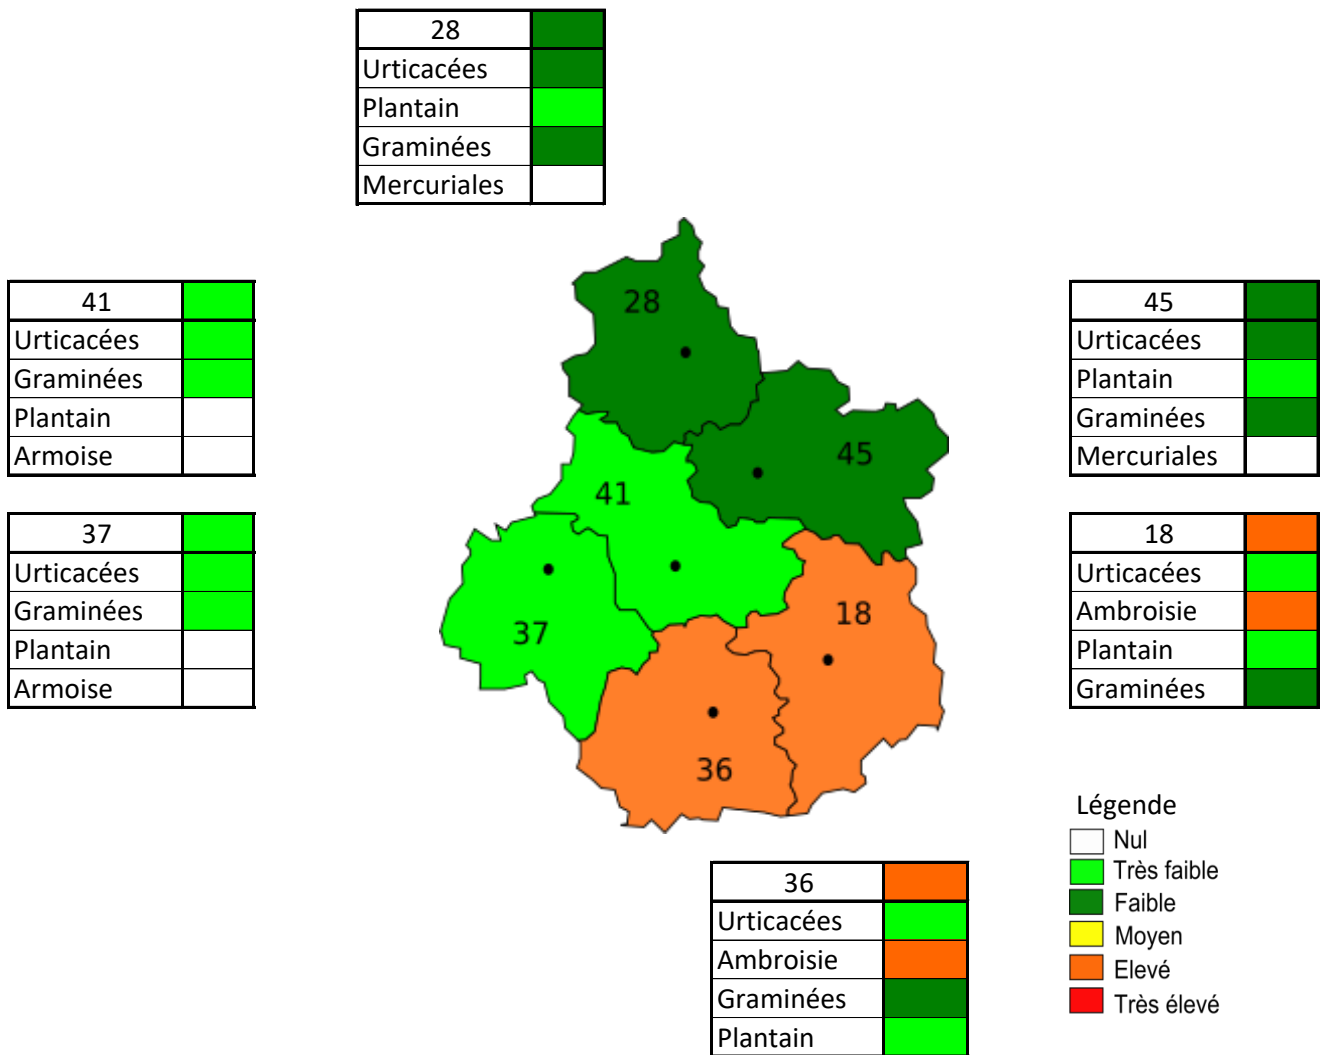 28
Urticacées
Plantain
Graminées
Mercuriales
41
Urticacées
Graminées
Plantain
Armoise
37
Urticacées
Graminées
Plantain
Armoise
28
45
41
18
37
36
45
Urticacées
Plantain
Graminées
Mercuriales
18
Urticacées
Ambroisie
Plantain
Graminées
36
Urticacées
Ambroisie
Graminées
Plantain
Légende
Nul
Très faible
Faible
Moyen
Elevé
Très élevé